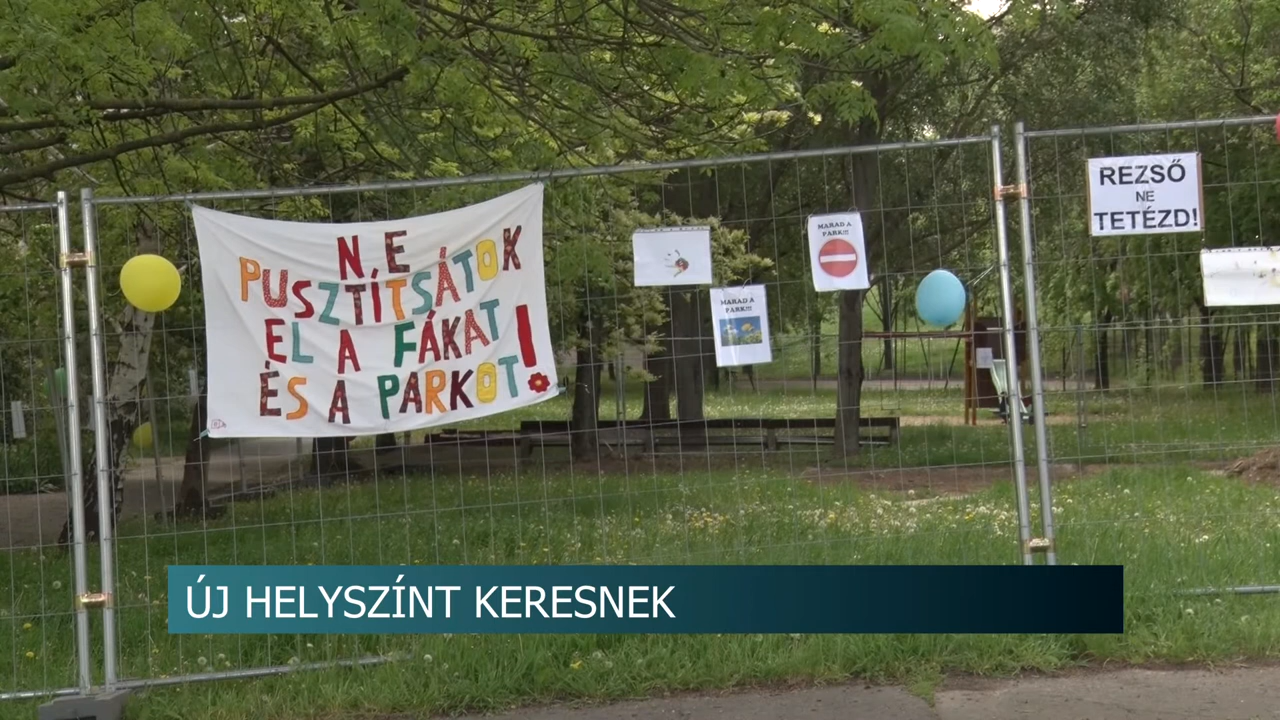 NE
PUSZTÍTSÁTOK
EL A FÁKAT
ÉS A PARKOT!
MARAD A
PARK!!!
MARAD A
PARK!!!
REZSŐ
NE
TETÉZD!
ÚJ HELYSZÍNT KERESNEK